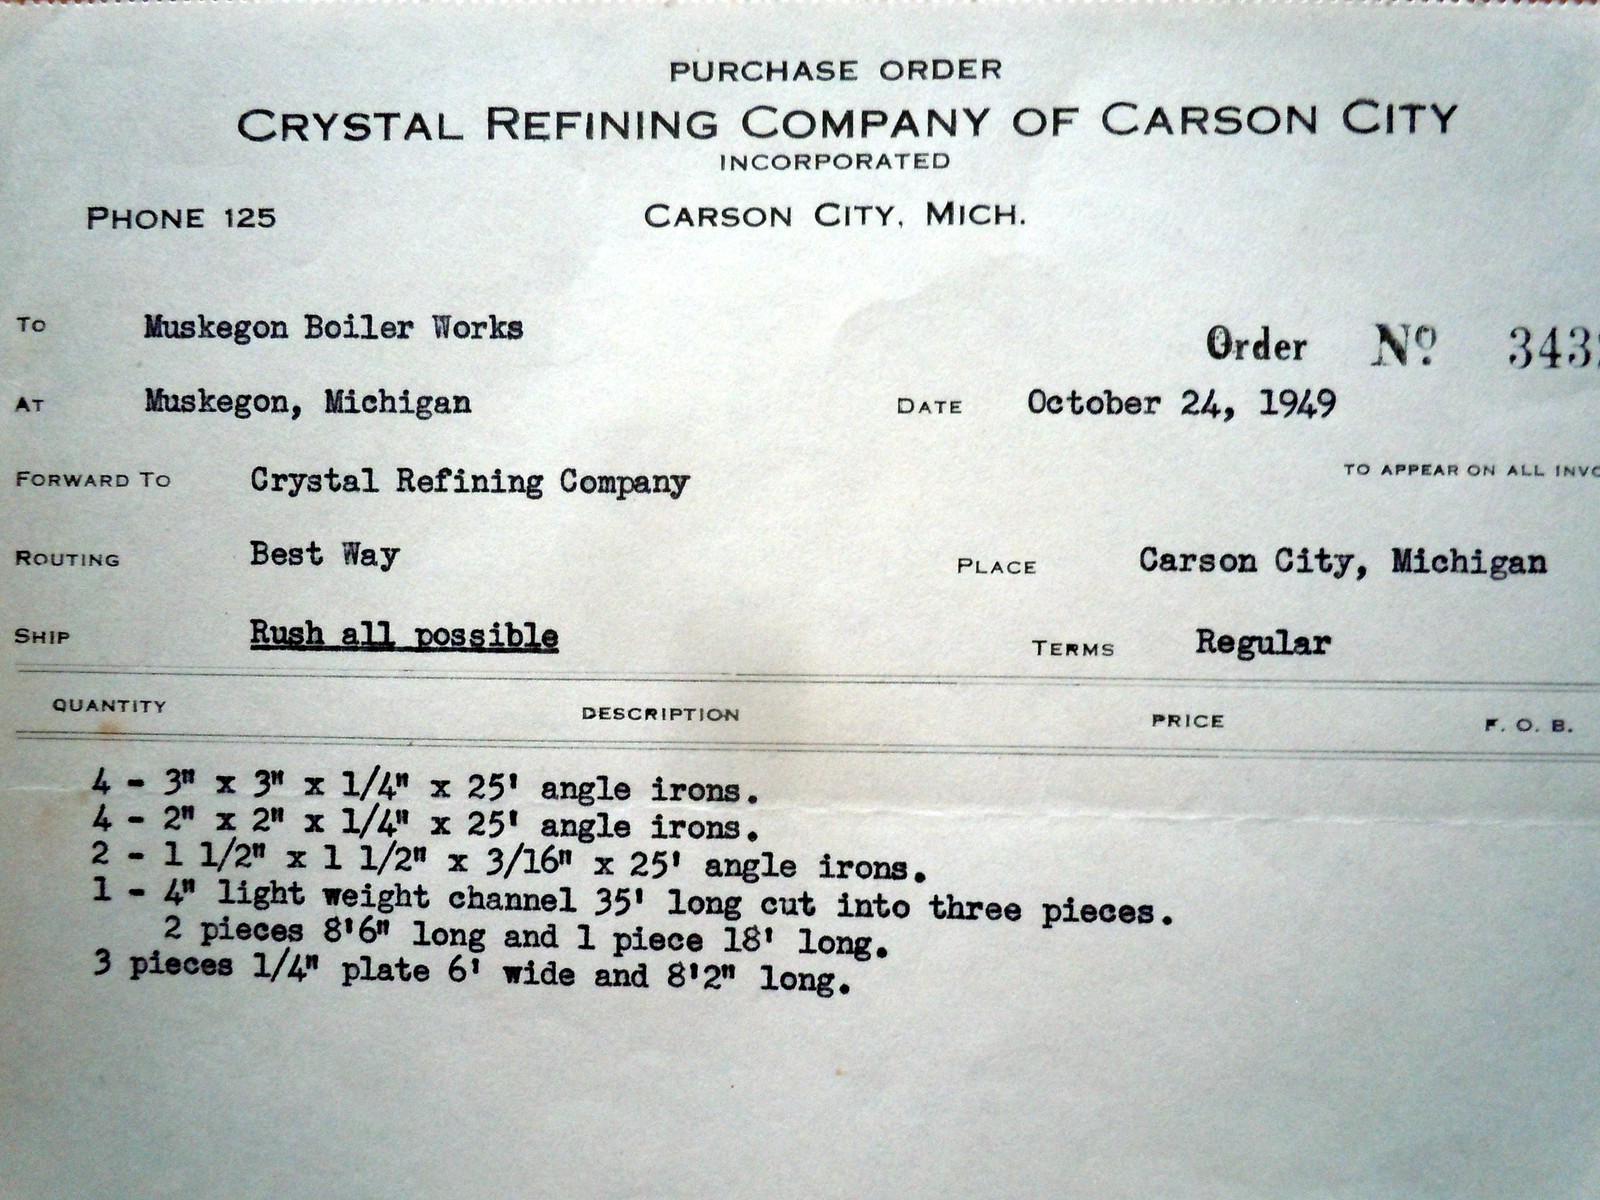 PURCHASE ORDER
CRYSTAL REFINING COMPANY OF CARSON CITY
INCORPORATED
PHONE 125 CARSON CITY, MICH.
TO Muskegon Boiler Works
Order No.
AT Muskegon, Michigan DATE October 24, 1949
FORWARD TO Crystal Refining Company TO APPEAR ON ALL
ROUTING Best Way PLACE Carson City, Michigan
SHIP Rush all possible TERMS Regular
QUANTITY DESCRIPTION PRICE F. O. B.
4 - 3" x 3" x 1/4" x 25' angle irons.
4 - 2" x 2" x 1/4" x 25' angle irons.
2 - 1 1/2" x 1 1/2" x 3/16" x 25' angle irons.
1 - 4" light weight channel 35' long cut into three pieces.
2 pieces 8'6" long and 1 piece 18' long.
3 pieces 1/4" plate 6' wide and 8'2" long.